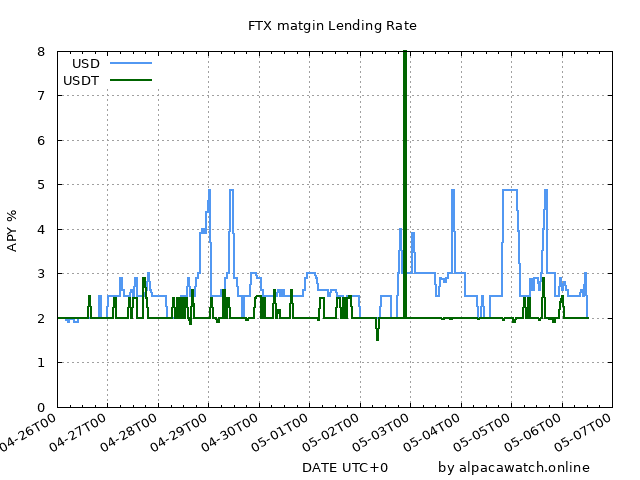 FTX matgin Lending Rate
USD
USDT
8
7
6
5
4
3
2
1
0
APY %
04-26T00
04-27T00
04-28T00
04-29T00
04-30T00
05-01T00
05-02T00
05-03T00
05-04T00
05-05T00
05-06T00
05-07T00
DATE UTC+0
by alpacawatch.online